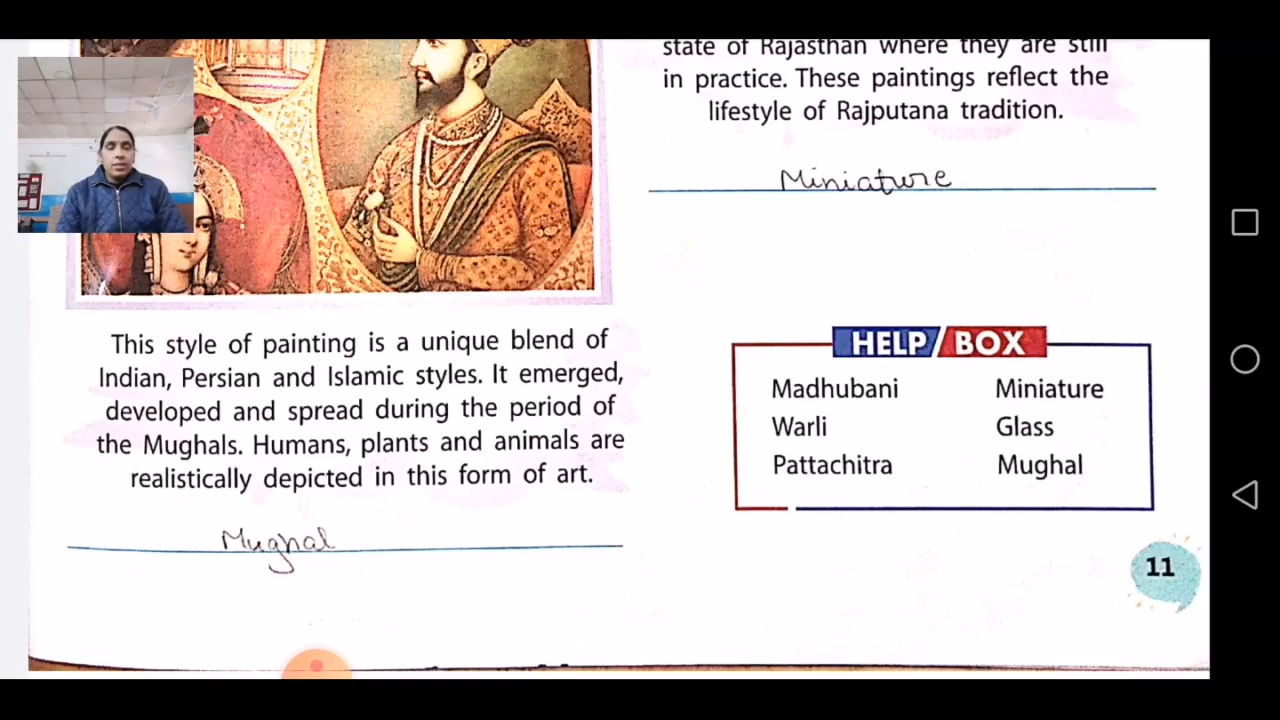 state of Rajasthan where they are still
in practice. These paintings reflect the
lifestyle of Rajputana tradition.
Miniature
This style of painting is a unique blend of
Indian, Persian and Islamic styles. It emerged,
developed and spread during the period of
the Mughals. Humans, plants and animals are
realistically depicted in this form of art.
Mughal
HELP/BOX
Madhubani Miniature
Warli Glass
Pattachitra Mughal
11